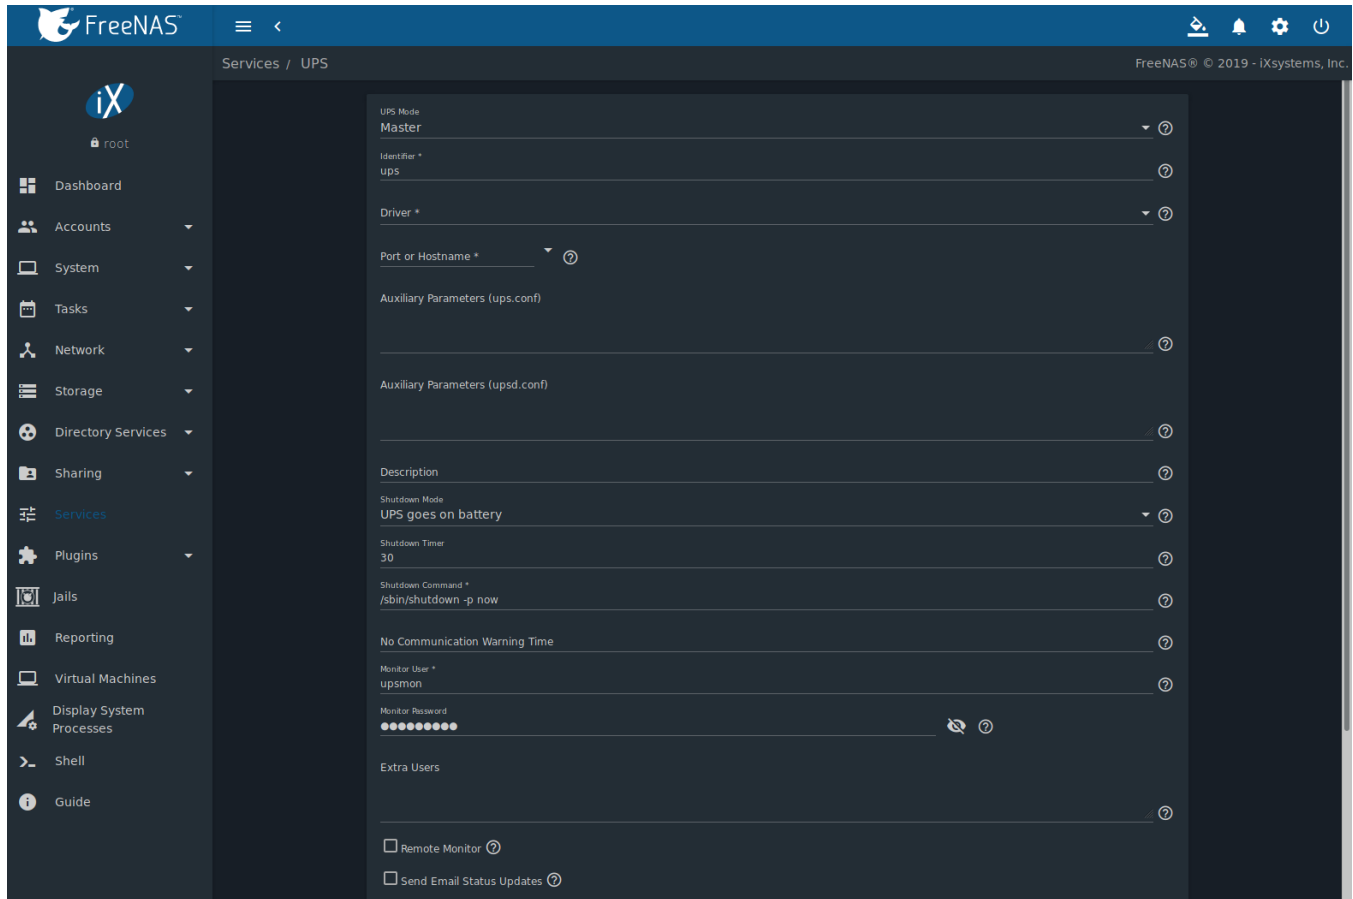 FreeNAS™
Services / UPS
FreeNAS® © 2019 - iXsystems, Inc.
iX
root
Dashboard
Accounts
System
Tasks
Network
Storage
Directory Services
Sharing
Services
Plugins
Jails
Reporting
Virtual Machines
Display System
Processes
Shell
Guide
UPS Mode
Master
Identifier *
ups
Driver *
Port or Hostname *
Auxiliary Parameters (ups.conf)
Auxiliary Parameters (upsd.conf)
Description
Shutdown Mode
UPS goes on battery
Shutdown Timer
30
Shutdown Command *
/sbin/shutdown -p now
No Communication Warning Time
Monitor User *
upsmon
Monitor Password
●●●●●●●●●
Extra Users
Remote Monitor
Send Email Status Updates